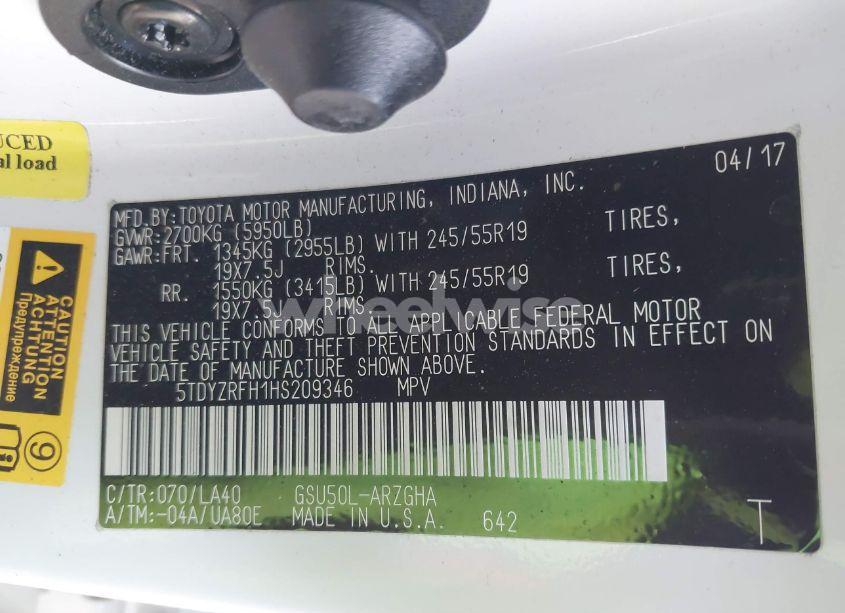 UCED
al load
CAUTION
ACHTUNG
Предупреждение
9
04/17
MFD.BY:TOYOTA MOTOR MANUFACTURING, INDIANA, INC.
GVWR:2700KG (5950LB)
GAWR:FRT. 1345KG (2955LB) WITH 245/55R19 TIRES,
19X7.5J RIMS.
RR. 1550KG (3415LB) WITH 245/55R19 TIRES,
19X7.5J RIMS.
wheelwise
THIS VEHICLE CONFORMS TO ALL APPLICABLE FEDERAL MOTOR
VEHICLE SAFETY AND THEFT PREVENTION STANDARDS IN EFFECT ON
THE DATE OF MANUFACTURE SHOWN ABOVE.
5TDYZRFH1HS209346 MPV
C/TR:070/LA40 GSU50L-ARZGHA
A/TM:-04A/UA80E MADE IN U.S.A. 642
T